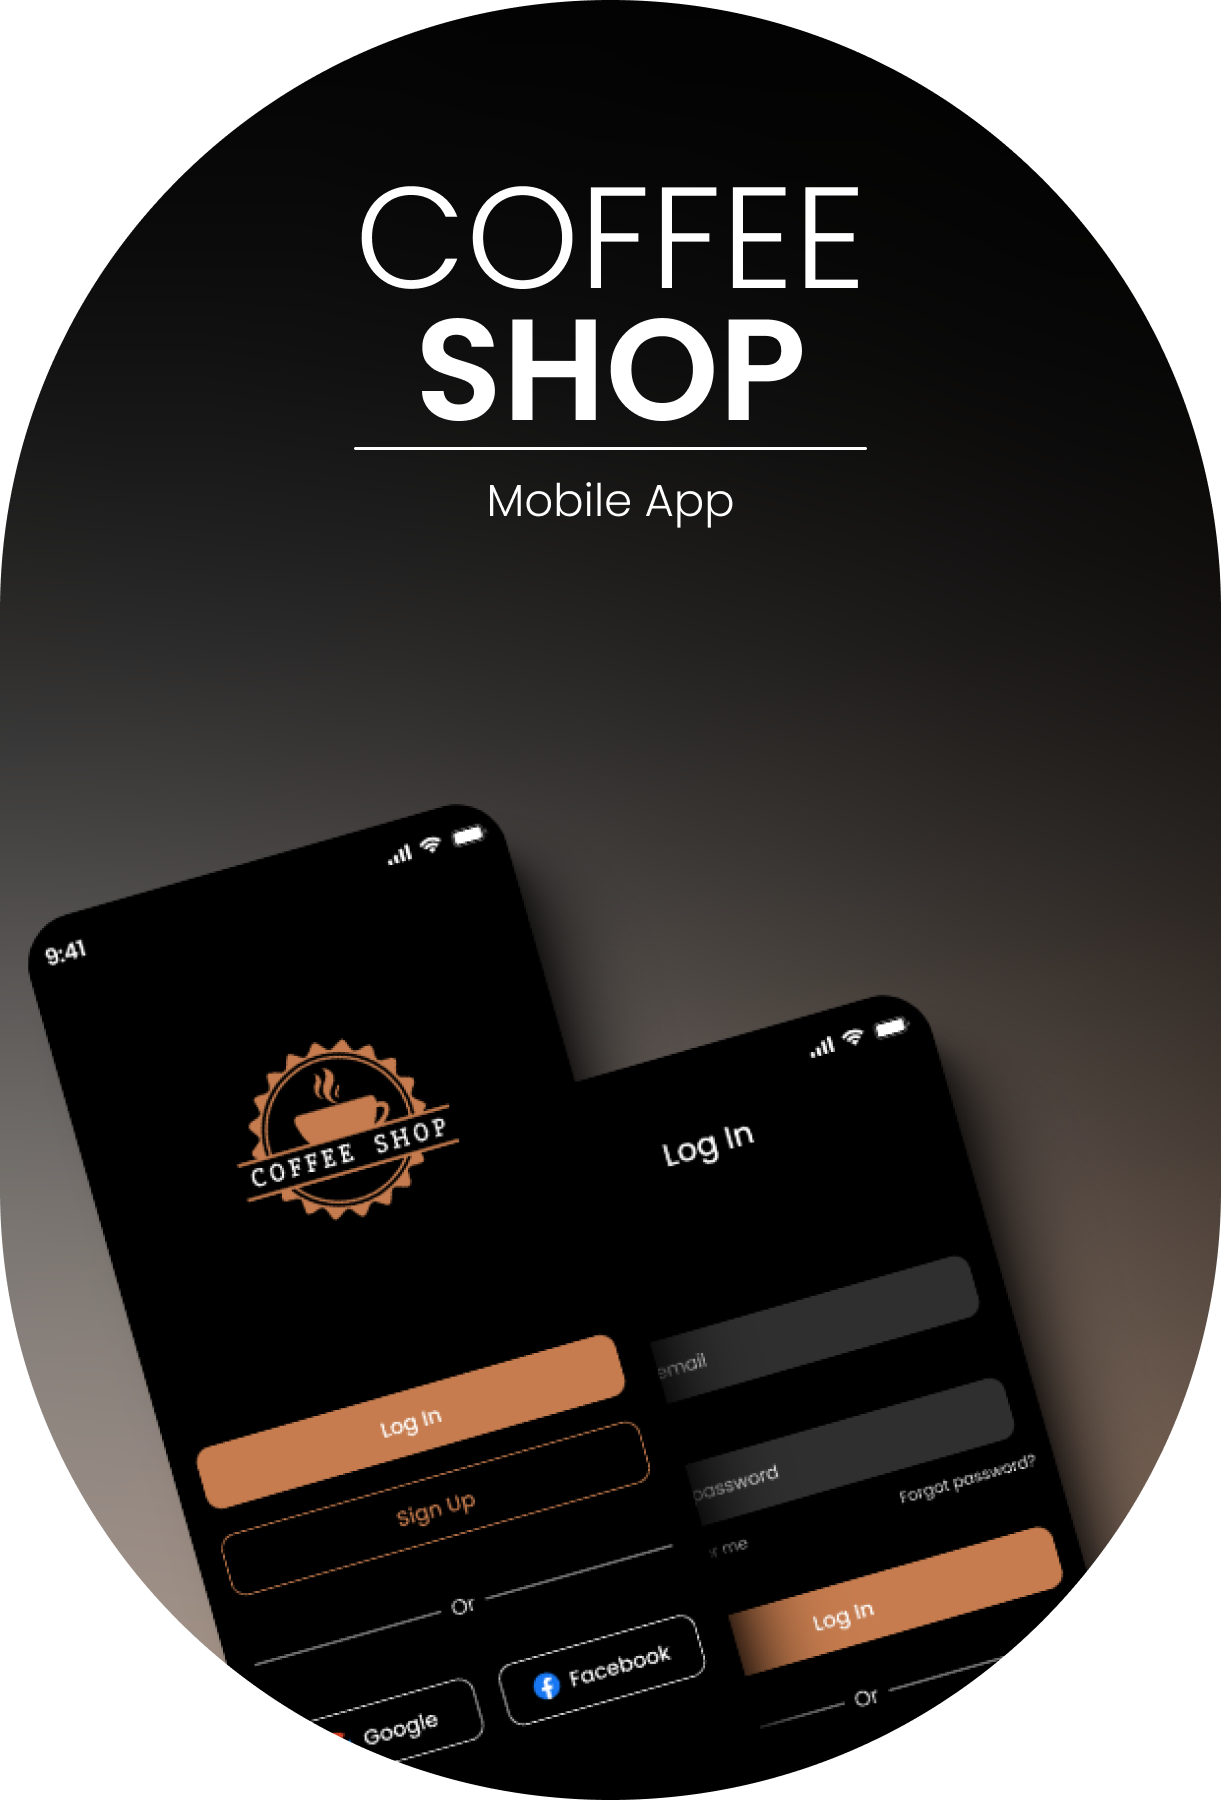 COFFEE
SHOP
Mobile App
9:41
COFFEE SHOP
Log In
Sign Up
Or
Google
Facebook
Log In
email
password
Forgot password?
me
Log In
Or